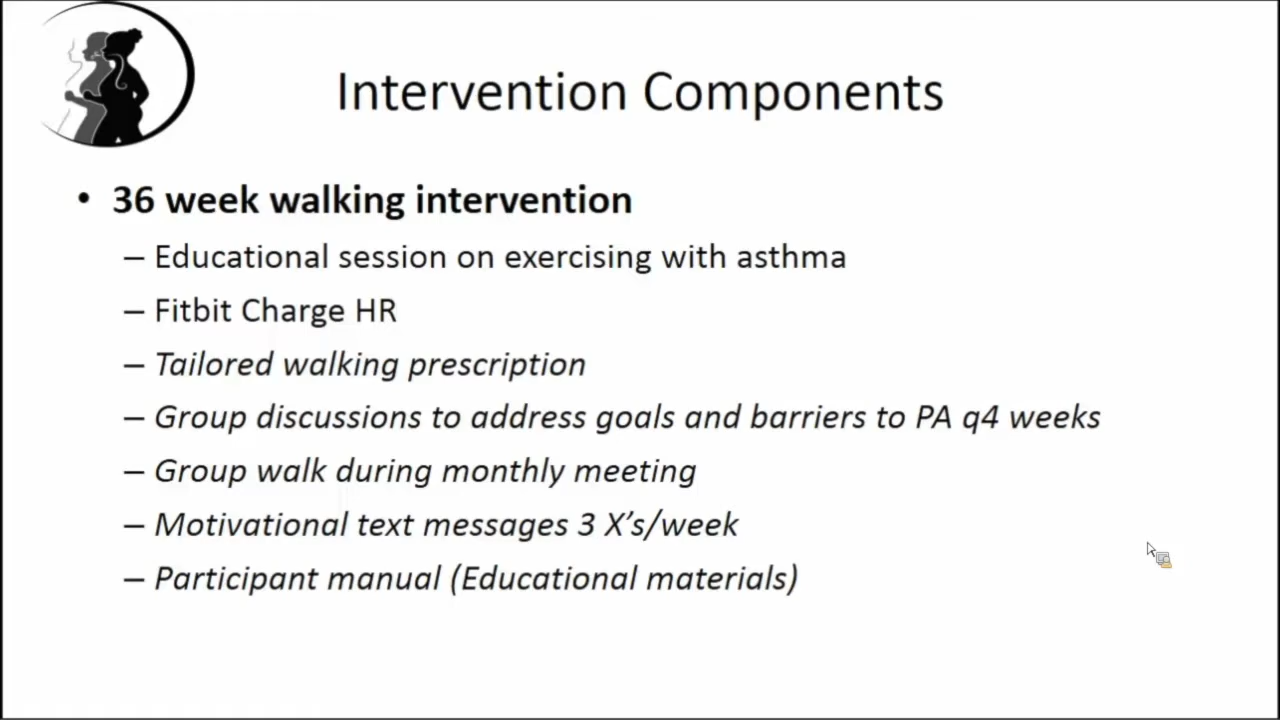 Intervention Components
• 36 week walking intervention
– Educational session on exercising with asthma
– Fitbit Charge HR
– Tailored walking prescription
– Group discussions to address goals and barriers to PA q4 weeks
– Group walk during monthly meeting
– Motivational text messages 3 X’s/week
– Participant manual (Educational materials)